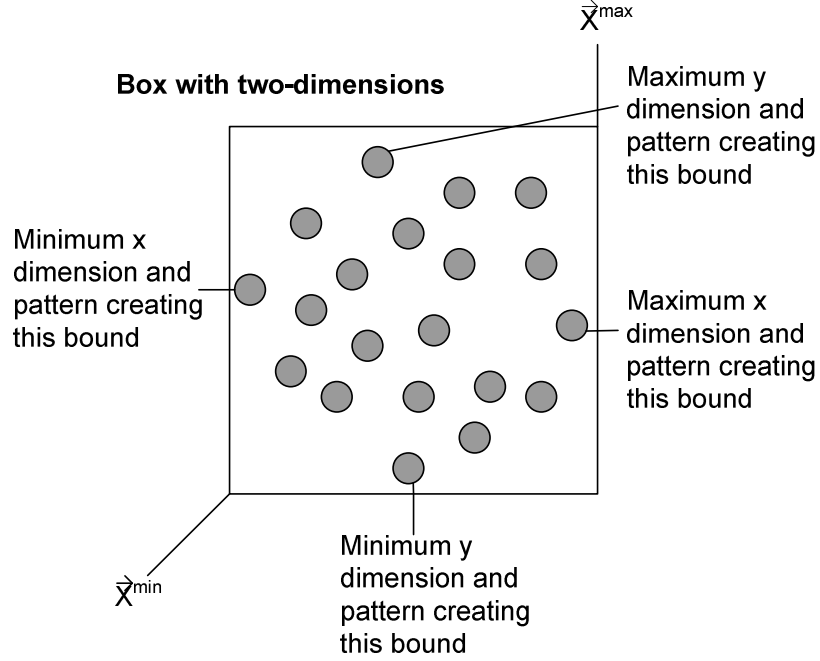 X⃗max
Box with two-dimensions
Maximum y
dimension and
pattern creating
this bound
Minimum x
dimension and
pattern creating
this bound
Maximum x
dimension and
pattern creating
this bound
Minimum y
dimension and
pattern creating
this bound
X⃗min